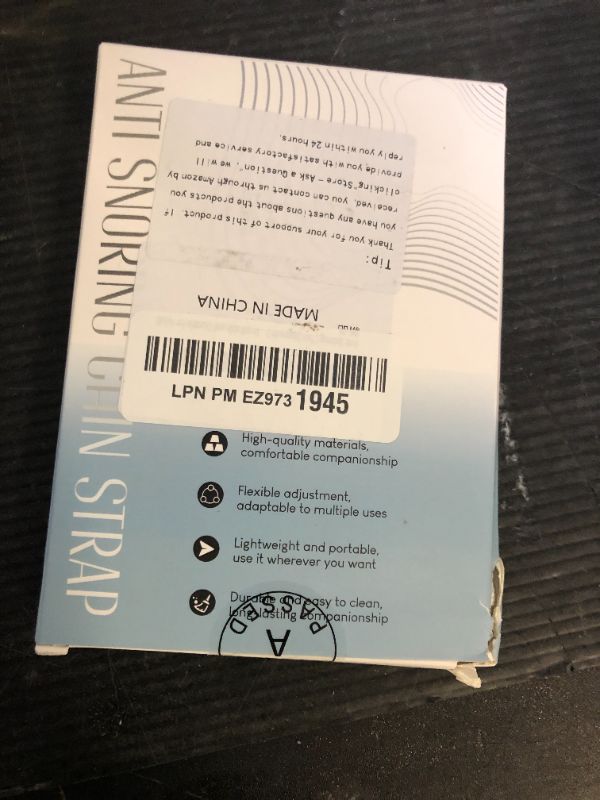 ANTI SNORING CHIN STRAP
Tip:
Thank you for your support of this product. If
you have any questions about the products you
received, you can contact us through Amazon by
clicking"Store - Ask a Question", we will
provide you with satisfactory service and
reply you within 24 hours.
MADE IN CHINA
LPN PM EZ9731945
High-quality materials,
comfortable companionship
Flexible adjustment,
adaptable to multiple uses
Lightweight and portable,
use it wherever you want
Durable and easy to clean,
long-lasting companionship
PASSED
A